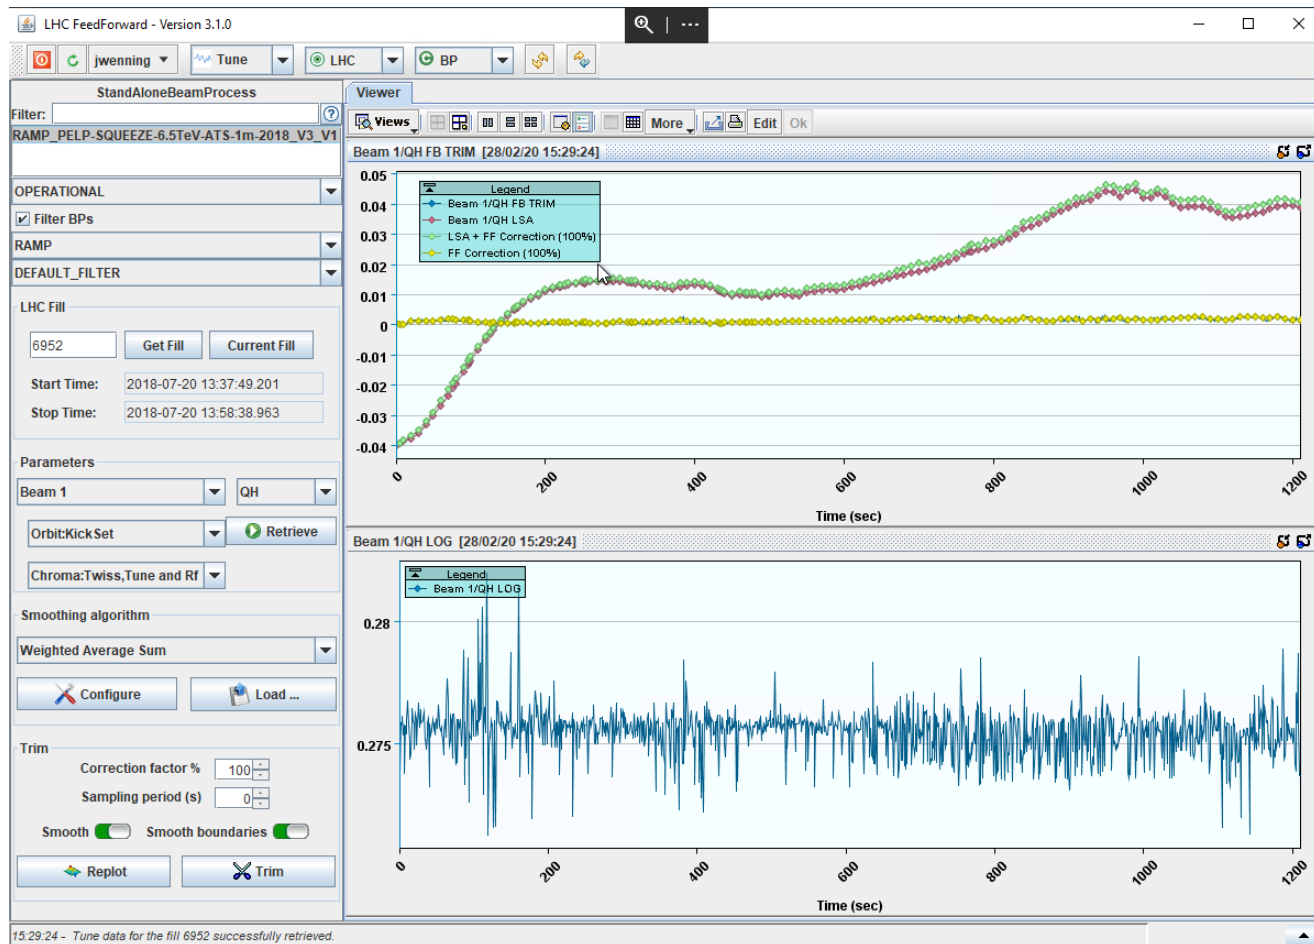 LHC FeedForward - Version 3.1.0
jwenning Tune LHC BP
StandAloneBeamProcess
Filter:
RAMP_PELP-SQUEEZE-6.5TeV-ATS-1m-2018_V3_V1
OPERATIONAL
Filter BPs
RAMP
DEFAULT_FILTER
LHC Fill
6952 Get Fill Current Fill
Start Time: 2018-07-20 13:37:49.201
Stop Time: 2018-07-20 13:58:38.963
Parameters
Beam 1 QH
Orbit:KickSet Retrieve
Chroma:Twiss,Tune and Rf
Smoothing algorithm
Weighted Average Sum
Configure Load ...
Trim
Correction factor % 100
Sampling period (s) 0
Smooth Smooth boundaries
Replot Trim
Viewer
Views More Edit Ok
Beam 1/QH FB TRIM [28/02/20 15:29:24]
Legend
Beam 1/QH FB TRIM
Beam 1/QH LSA
LSA + FF Correction (100%)
FF Correction (100%)
0.05
0.04
0.03
0.02
0.01
0
-0.01
-0.02
-0.03
-0.04
0 200 400 600 800 1000 1200
Time (sec)
Beam 1/QH LOG [28/02/20 15:29:24]
Legend
Beam 1/QH LOG
0.28
0.275
0 200 400 600 800 1000 1200
Time (sec)
15:29:24 - Tune data for the fill 6952 successfully retrieved.